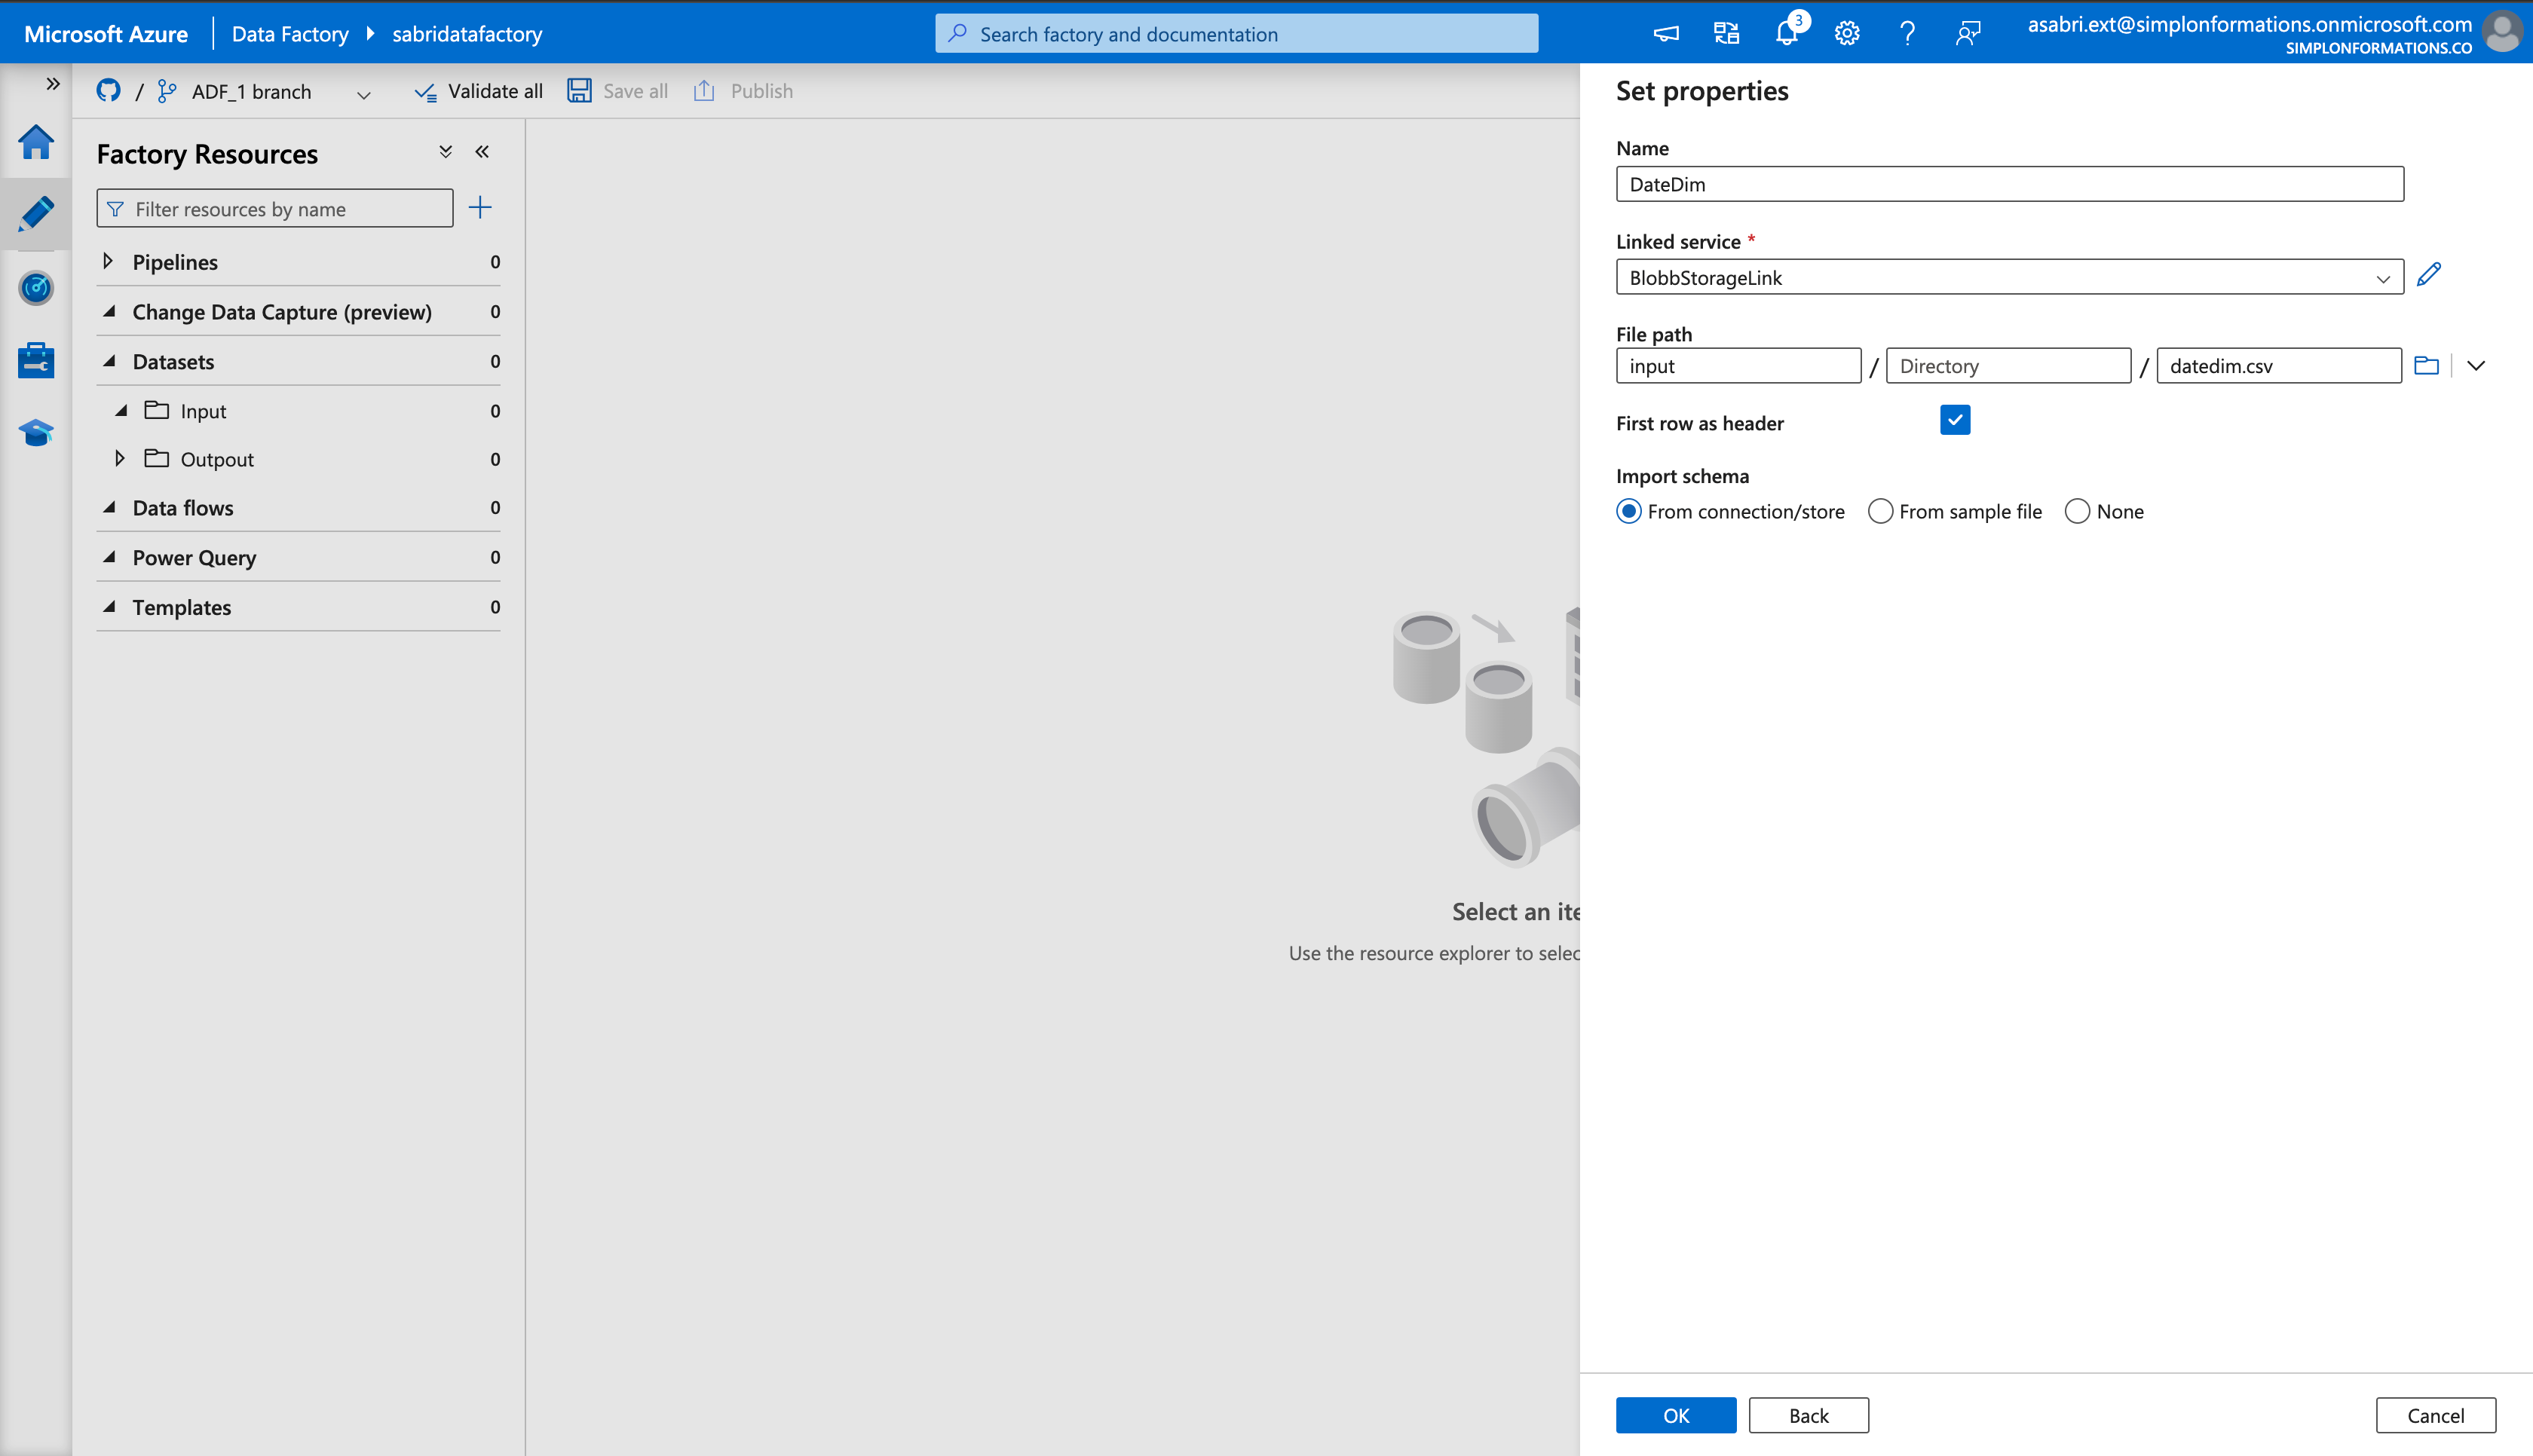 Microsoft Azure
Data Factory
sabridatafactory
Search factory and documentation
3
asabri.ext@simplonformations.onmicrosoft.com
SIMPLONFORMATIONS.CO
/
ADF_1 branch
Validate all
Save all
Publish
Factory Resources
Filter resources by name
Pipelines 0
Change Data Capture (preview) 0
Datasets 0
Input 0
Outpout 0
Data flows 0
Power Query 0
Templates 0
Select an ite
Use the resource explorer to selec
Set properties
Name
DateDim
Linked service *
BlobbStorageLink
File path
input / Directory / datedim.csv
First row as header
Import schema
From connection/store From sample file None
OK Back Cancel